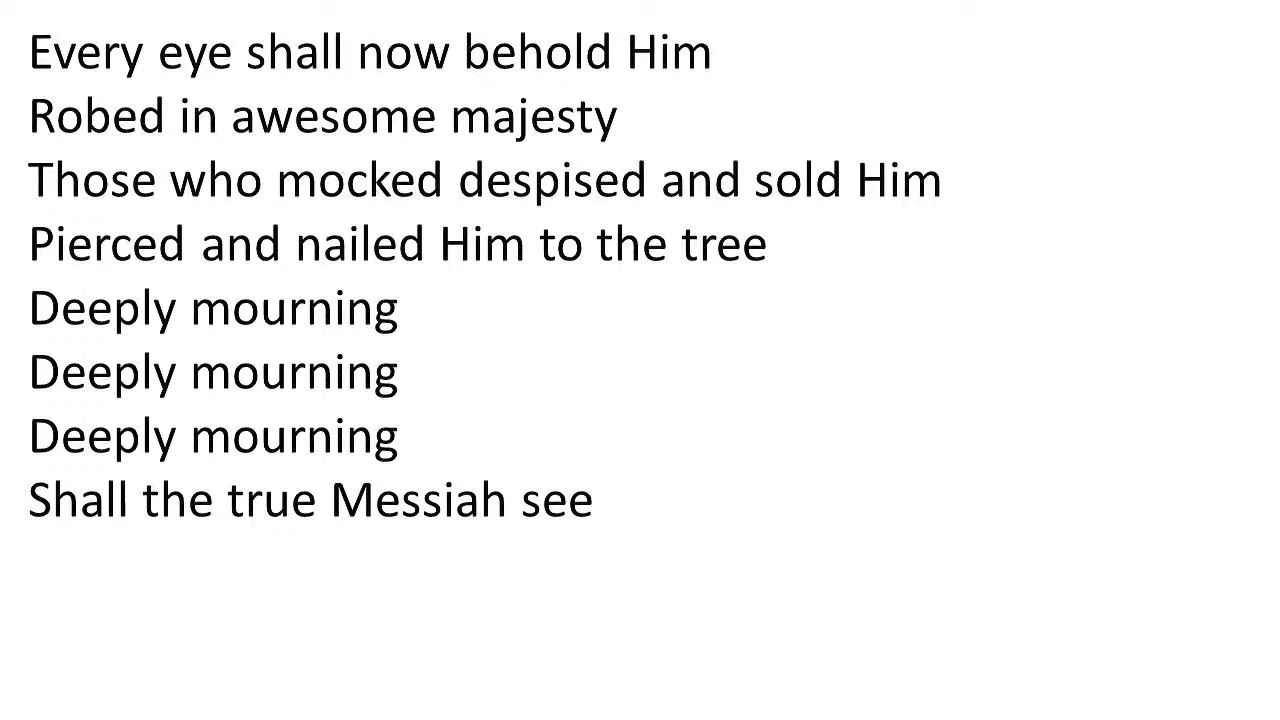 Every eye shall now behold Him
Robed in awesome majesty
Those who mocked despised and sold Him
Pierced and nailed Him to the tree
Deeply mourning
Deeply mourning
Deeply mourning
Shall the true Messiah see